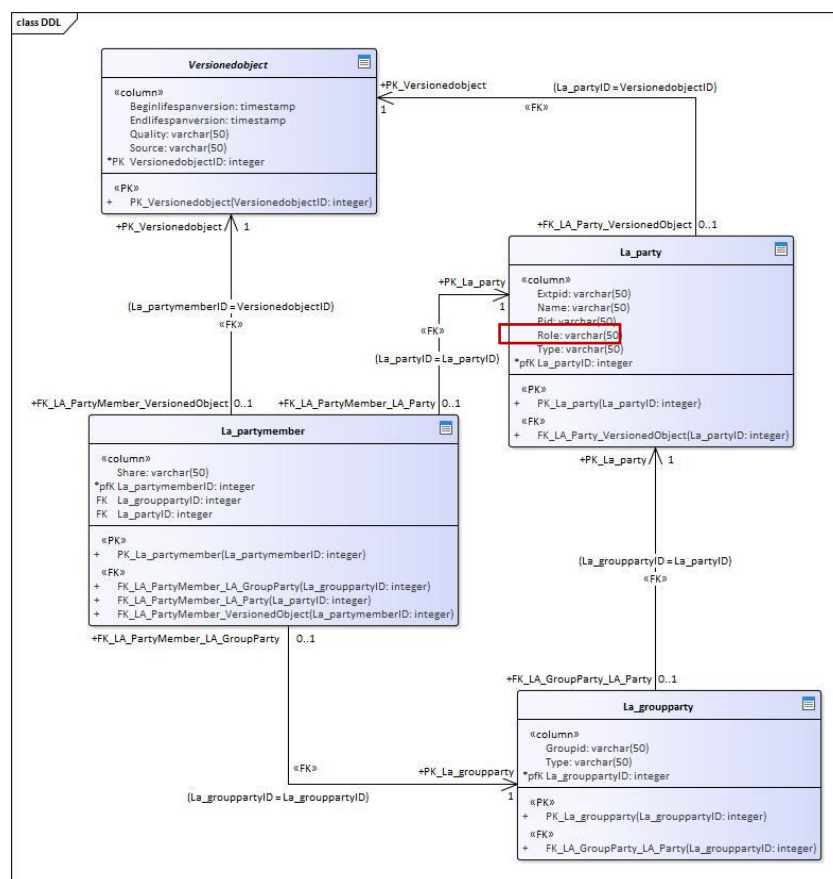 class DDL
Versionedobject
«column»
Beginlifespanversion: timestamp
Endlifespanversion: timestamp
Quality: varchar(50)
Source: varchar(50)
*PK VersionedobjectID: integer
«PK»
+ PK_Versionedobject(VersionedobjectID: integer)
+PK_Versionedobject
1
(La_partyID = VersionedobjectID)
«FK»
+FK_LA_Party_VersionedObject 0..1
+PK_Versionedobject 1
(La_partymemberID = VersionedobjectID)
«FK»
+FK_LA_PartyMember_VersionedObject 0..1
+PK_La_party
1
«FK»
(La_partyID = La_partyID)
+FK_LA_PartyMember_LA_Party 0..1
La_party
«column»
Extpid: varchar(50)
Name: varchar(50)
Pid: varchar(50)
Role: varchar(50)
Type: varchar(50)
*pfK La_partyID: integer
«PK»
+ PK_La_party(La_partyID: integer)
«FK»
+ FK_LA_Party_VersionedObject(La_partyID: integer)
+PK_La_party 1
La_partymember
«column»
Share: varchar(50)
*pfK La_partymemberID: integer
FK La_grouppartyID: integer
FK La_partyID: integer
«PK»
+ PK_La_partymember(La_partymemberID: integer)
«FK»
+ FK_LA_PartyMember_LA_GroupParty(La_grouppartyID: integer)
+ FK_LA_PartyMember_LA_Party(La_partyID: integer)
+ FK_LA_PartyMember_VersionedObject(La_partymemberID: integer)
+FK_LA_PartyMember_LA_GroupParty 0..1
(La_grouppartyID = La_partyID)
«FK»
+FK_LA_GroupParty_LA_Party 0..1
«FK»
+PK_La_groupparty
(La_grouppartyID = La_grouppartyID)
1
La_groupparty
«column»
Groupid: varchar(50)
Type: varchar(50)
*pfK La_grouppartyID: integer
«PK»
+ PK_La_groupparty(La_grouppartyID: integer)
«FK»
+ FK_LA_GroupParty_LA_Party(La_grouppartyID: integer)